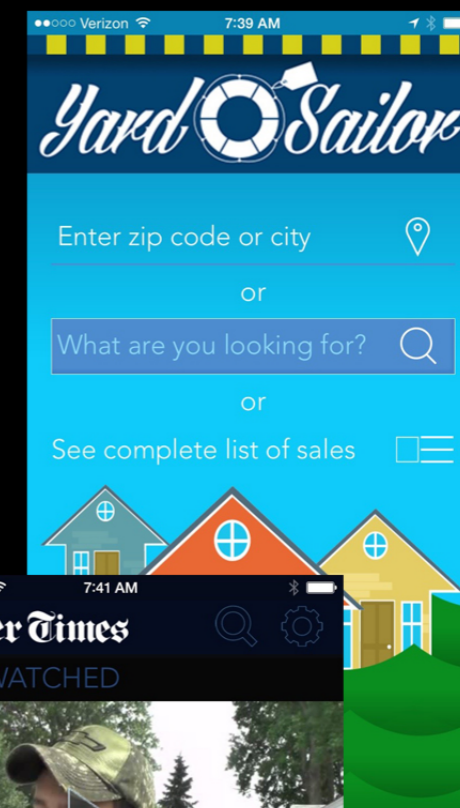 Verizon 7:39 AM
Yard Sailor
Enter zip code or city
or
What are you looking for?
or
See complete list of sales
7:41 AM
er Times
WATCHED